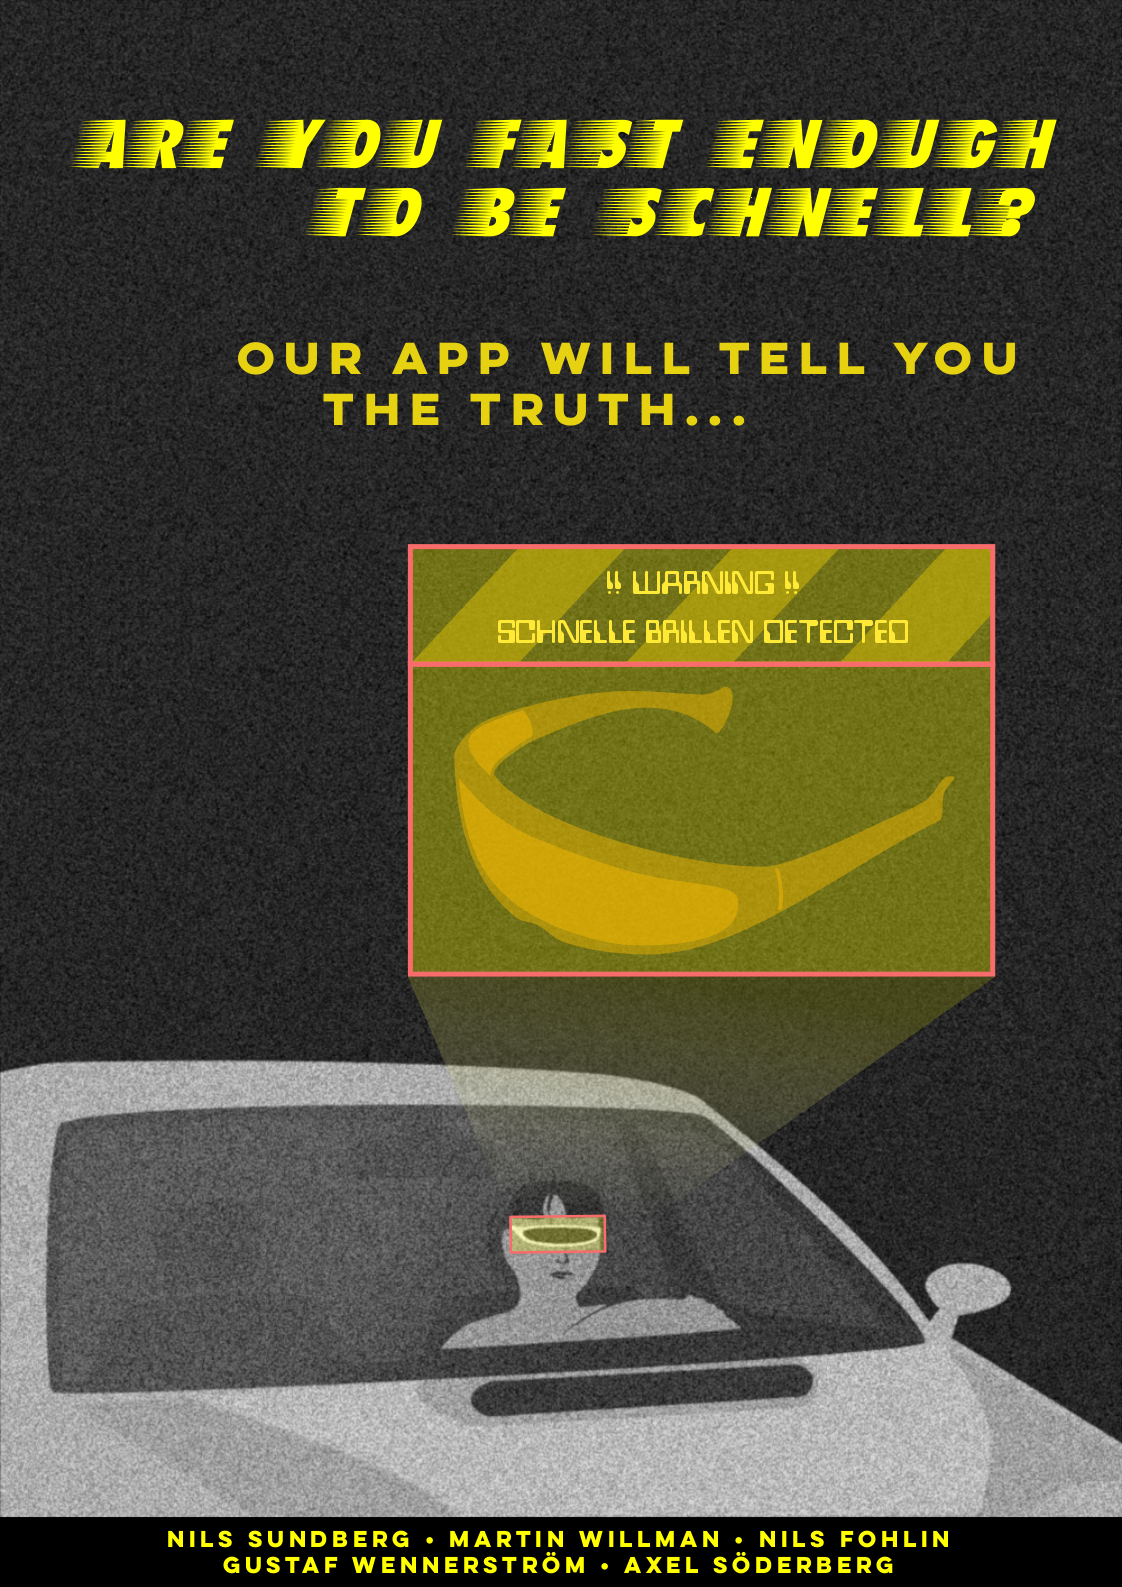 ARE YOU FAST ENOUGH
TO BE SCHNELL?
OUR APP WILL TELL YOU
THE TRUTH...
!! WARNING !!
SCHNELLE BRILLEN DETECTED
NILS SUNDBERG • MARTIN WILLMAN • NILS FOHLIN
GUSTAF WENNERSTRÖM • AXEL SÖDERBERG